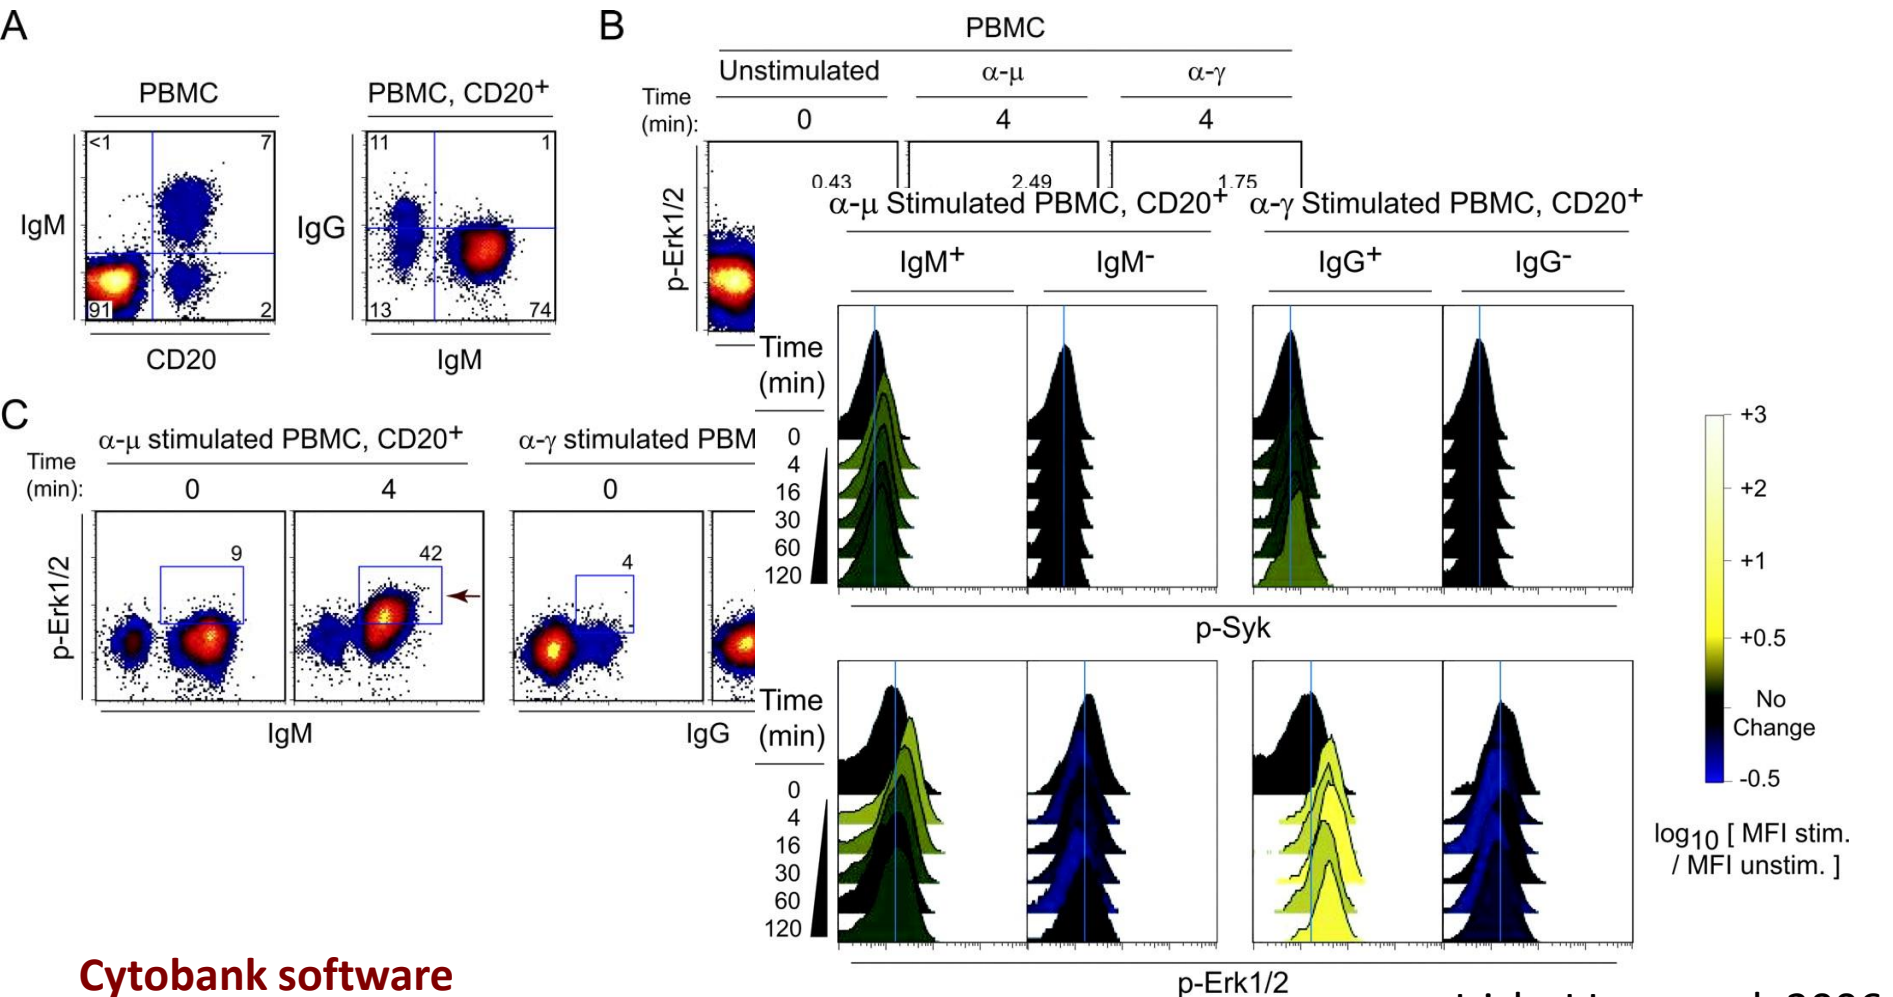 A
PBMC
PBMC, CD20+
<1
7
91
2
IgM
CD20
11
1
13
74
IgG
IgM
B
PBMC
Unstimulated
α-μ
α-γ
Time
(min):
0
4
4
p-Erk1/2
0.43
2.49
1.75
C
α-μ stimulated PBMC, CD20+
α-γ stimulated PBM
Time
(min):
0
4
0
p-Erk1/2
9
42
4
IgM
IgG
α-μ Stimulated PBMC, CD20+
α-γ Stimulated PBMC, CD20+
IgM+
IgM-
IgG+
IgG-
Time
(min)
0
4
16
30
60
120
p-Syk
Time
(min)
0
4
16
30
60
120
p-Erk1/2
+3
+2
+1
+0.5
No
Change
-0.5
log10 [ MFI stim.
/ MFI unstim. ]
Cytobank software